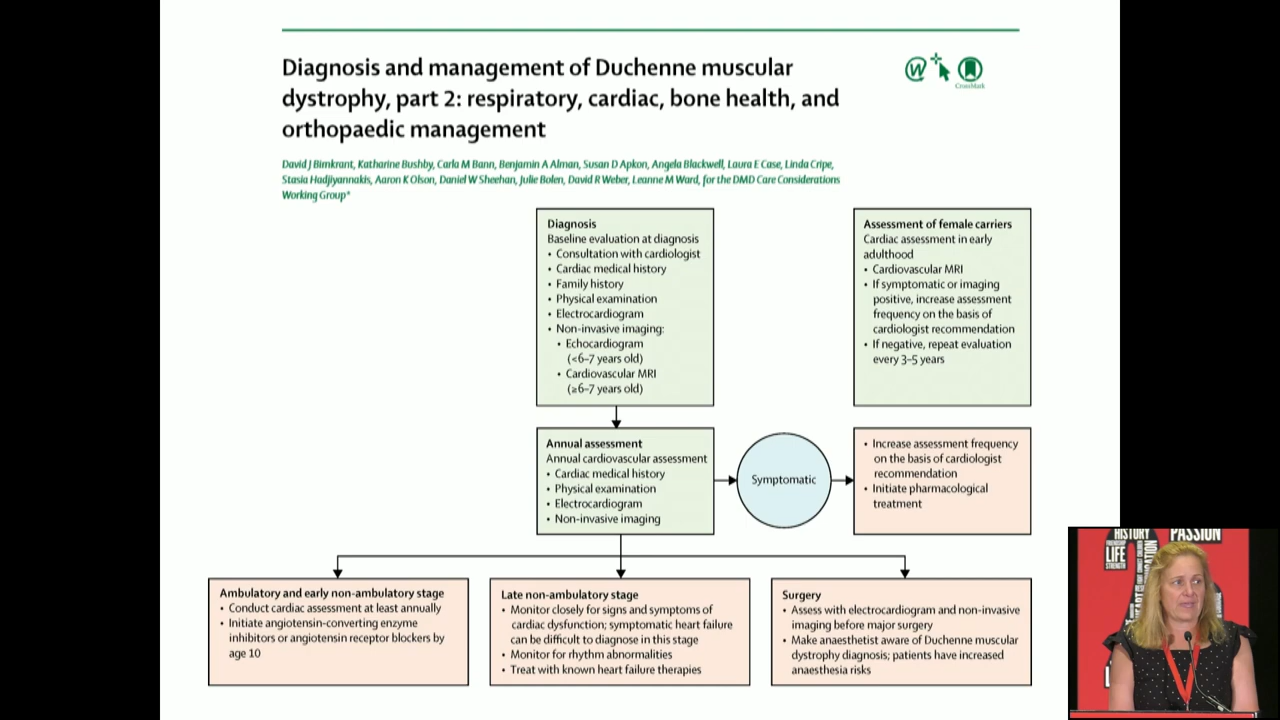 Diagnosis and management of Duchenne muscular
dystrophy, part 2: respiratory, cardiac, bone health, and
orthopaedic management
CrossMark
David J Birnkrant, Katharine Bushby, Carla M Bann, Benjamin A Alman, Susan D Apkon, Angela Blackwell, Laura E Case, Linda Cripe,
Stasia Hadjiyannakis, Aaron K Olson, Daniel W Sheehan, Julie Bolen, David R Weber, Leanne M Ward, for the DMD Care Considerations
Working Group*
Diagnosis
Baseline evaluation at diagnosis
• Consultation with cardiologist
• Cardiac medical history
• Family history
• Physical examination
• Electrocardiogram
• Non-invasive imaging:
• Echocardiogram
(<6–7 years old)
• Cardiovascular MRI
(≥6–7 years old)
Assessment of female carriers
Cardiac assessment in early
adulthood
• Cardiovascular MRI
• If symptomatic or imaging
positive, increase assessment
frequency on the basis of
cardiologist recommendation
• If negative, repeat evaluation
every 3–5 years
Annual assessment
Annual cardiovascular assessment
• Cardiac medical history
• Physical examination
• Electrocardiogram
• Non-invasive imaging
Symptomatic
• Increase assessment frequency
on the basis of cardiologist
recommendation
• Initiate pharmacological
treatment
Ambulatory and early non-ambulatory stage
• Conduct cardiac assessment at least annually
• Initiate angiotensin-converting enzyme
inhibitors or angiotensin receptor blockers by
age 10
Late non-ambulatory stage
• Monitor closely for signs and symptoms of
cardiac dysfunction; symptomatic heart failure
can be difficult to diagnose in this stage
• Monitor for rhythm abnormalities
• Treat with known heart failure therapies
Surgery
• Assess with electrocardiogram and non-invasive
imaging before major surgery
• Make anaesthetist aware of Duchenne muscular
dystrophy diagnosis; patients have increased
anaesthesia risks
HISTORY
PASSION
LIFE
STRENGTH